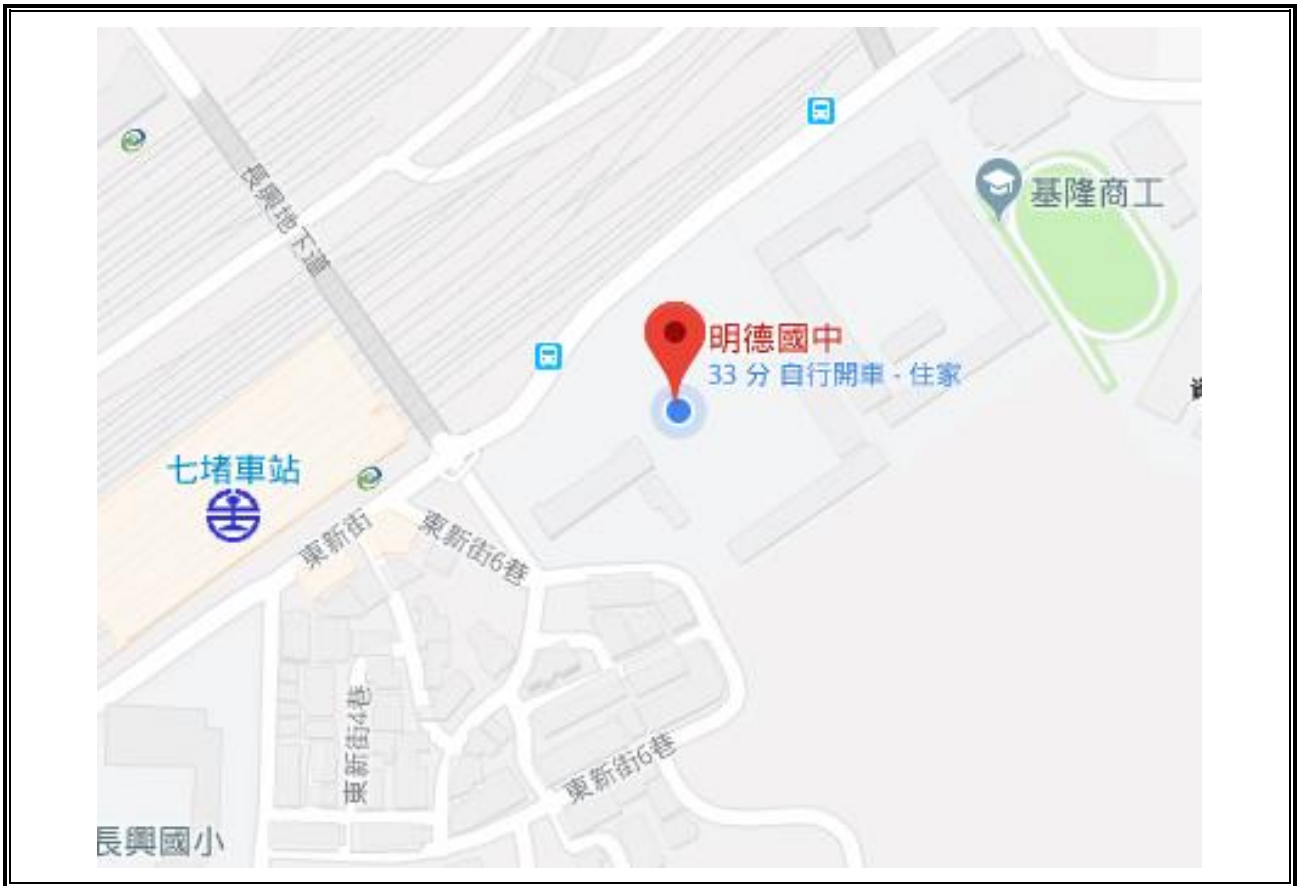 長興地下道
基隆商工
明德國中
33 分 自行開車 - 住家
七堵車站
東新街
東新街6巷
東新街4巷
東新街6巷
長興國小